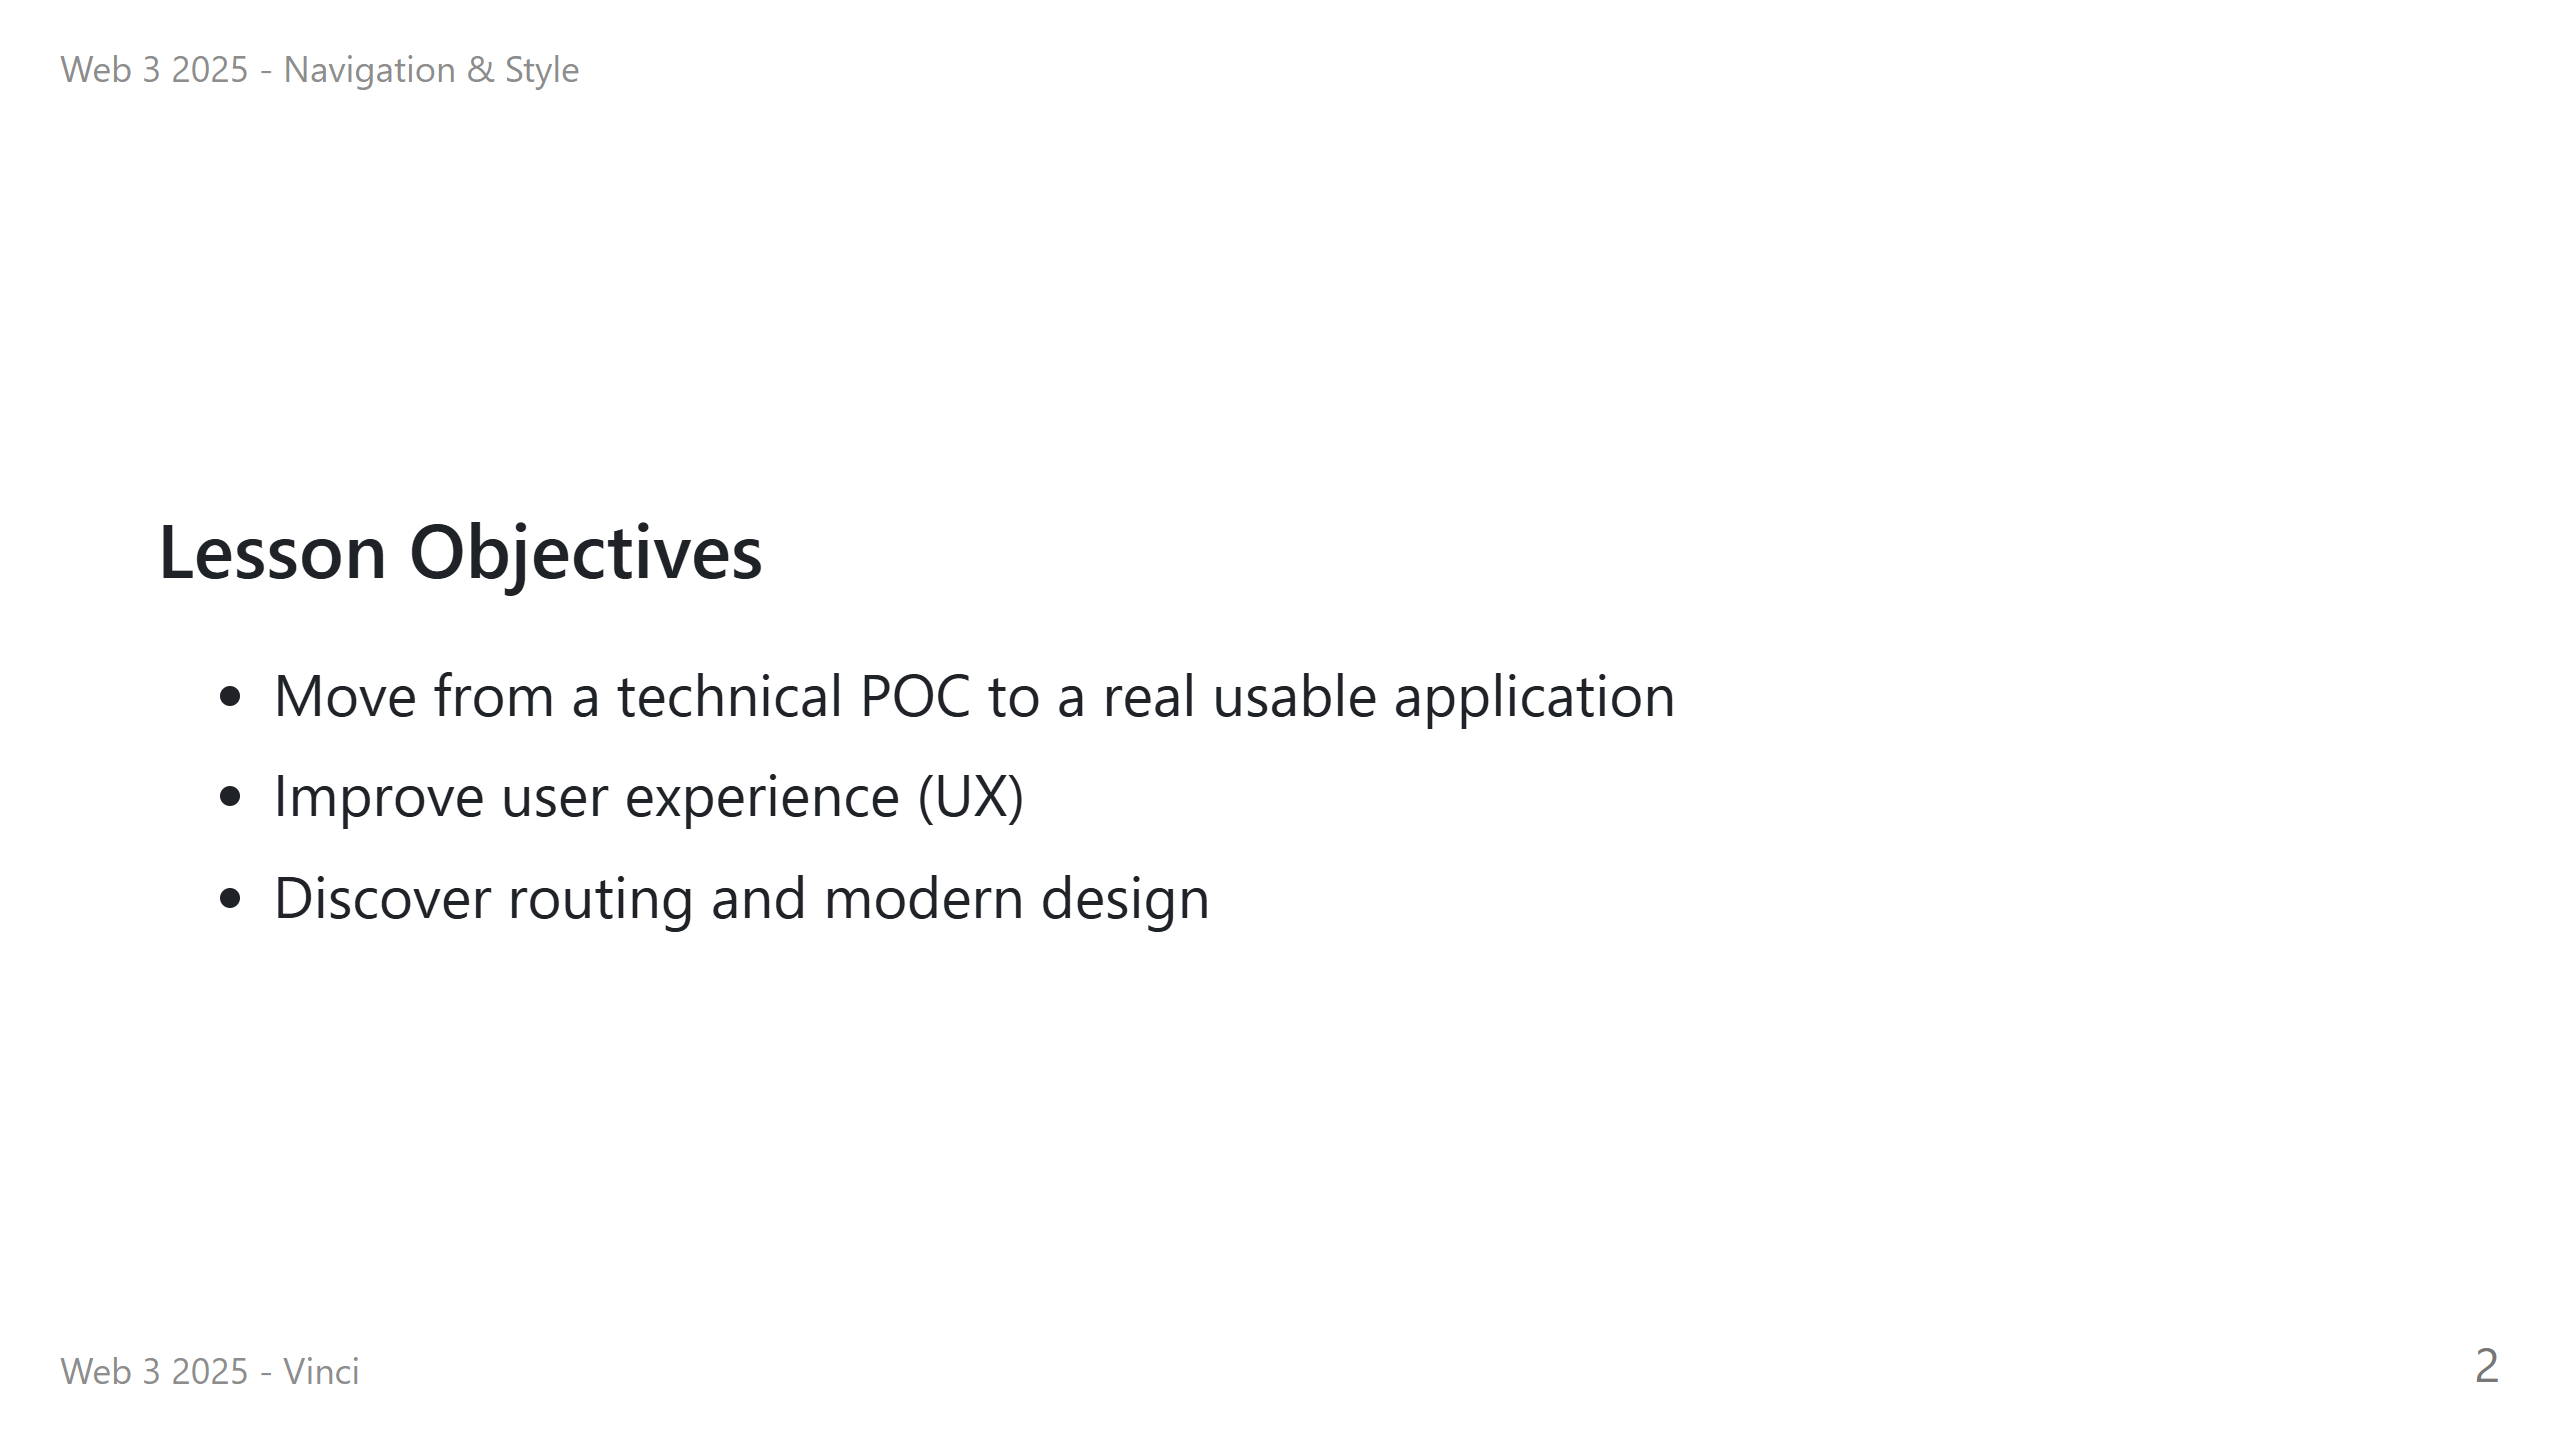 Web 3 2025 - Navigation & Style
Lesson Objectives
• Move from a technical POC to a real usable application
• Improve user experience (UX)
• Discover routing and modern design
Web 3 2025 - Vinci
2